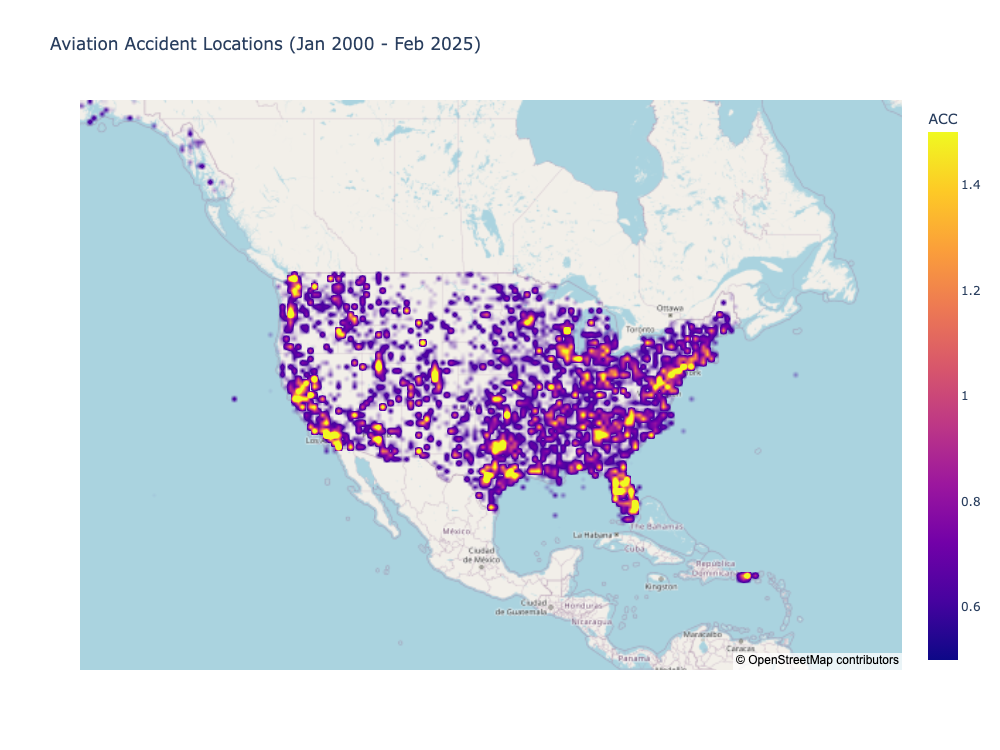 Aviation Accident Locations (Jan 2000 - Feb 2025)
ACC
1.4
1.2
1
0.8
0.6
Ottawa
Toronto
York
Los
México
Ciudad
de México
La Habana
The Bahamas
Cuba
República
Dominicana
Kingston
Ciudad
de Guatemala
Honduras
Nicaragua
Maracaibo
Caracas
Panama
© OpenStreetMap contributors